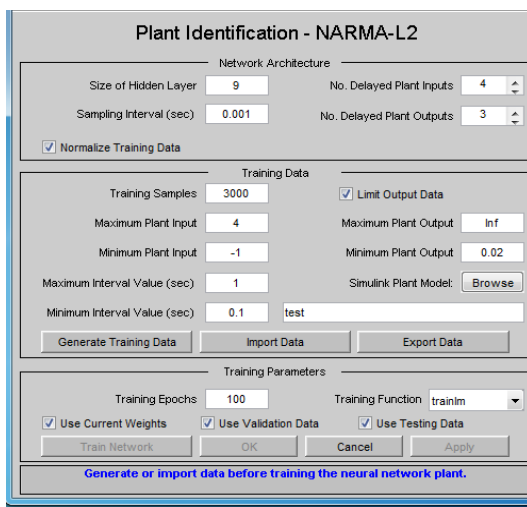 Plant Identification - NARMA-L2
Network Architecture
Size of Hidden Layer 9 No. Delayed Plant Inputs 4
Sampling Interval (sec) 0.001 No. Delayed Plant Outputs 3
Normalize Training Data
Training Data
Training Samples 3000 Limit Output Data
Maximum Plant Input 4 Maximum Plant Output Inf
Minimum Plant Input -1 Minimum Plant Output 0.02
Maximum Interval Value (sec) 1 Simulink Plant Model: Browse
Minimum Interval Value (sec) 0.1 test
Generate Training Data Import Data Export Data
Training Parameters
Training Epochs 100 Training Function trainlm
Use Current Weights Use Validation Data Use Testing Data
Train Network OK Cancel Apply
Generate or import data before training the neural network plant.